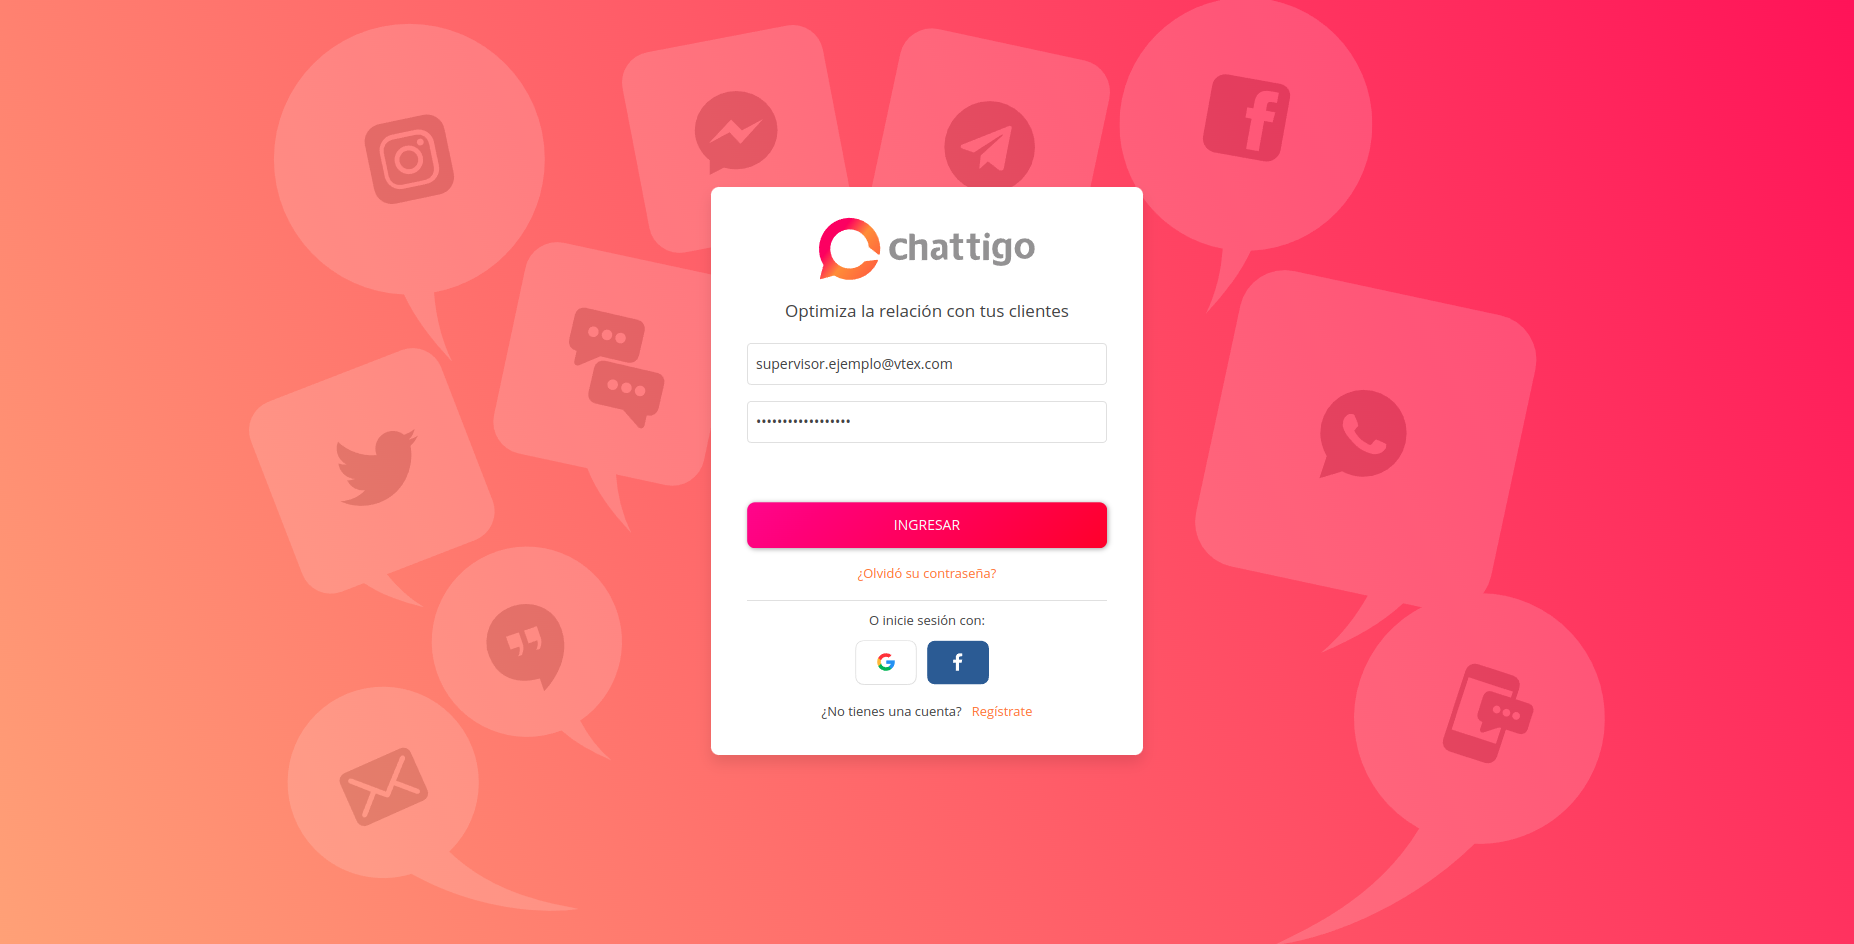 chattigo
Optimiza la relación con tus clientes
supervisor.ejemplo@vtex.com
••••••••••••••••••
INGRESAR
¿Olvidó su contraseña?
O inicie sesión con:
¿No tienes una cuenta? Regístrate